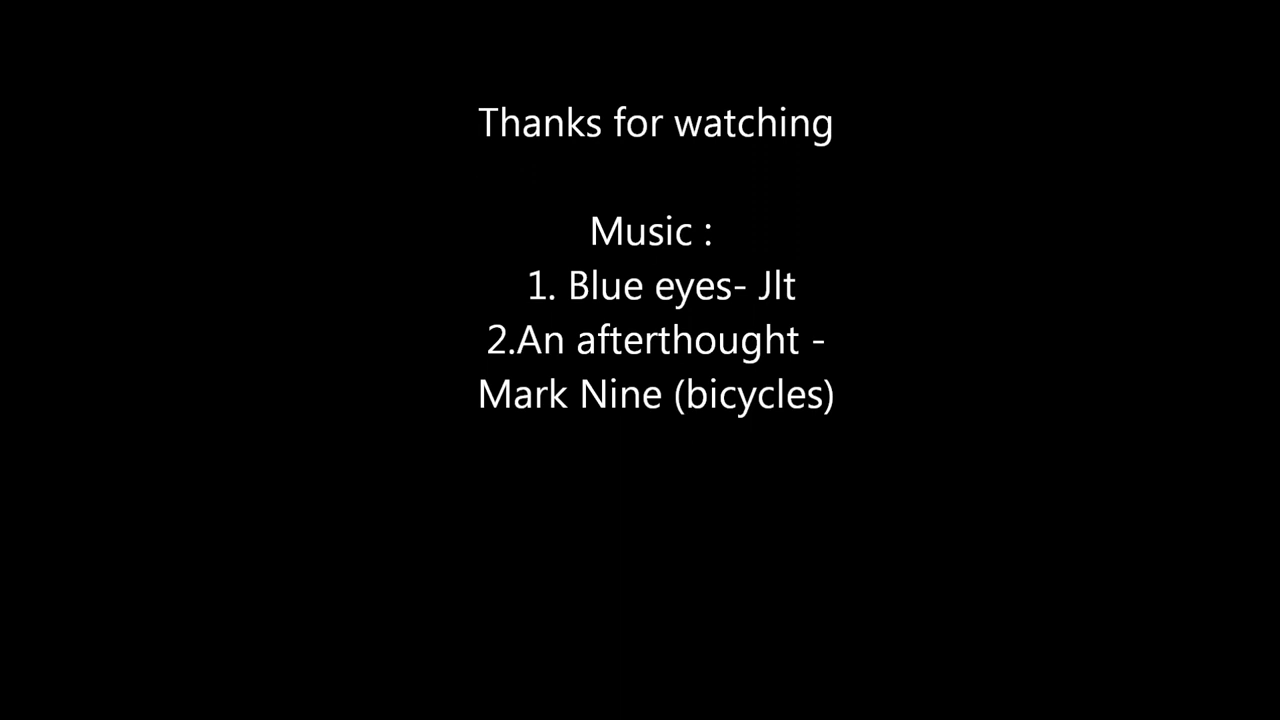 Thanks for watching
Music :
1. Blue eyes- Jlt
2.An afterthought -
Mark Nine (bicycles)